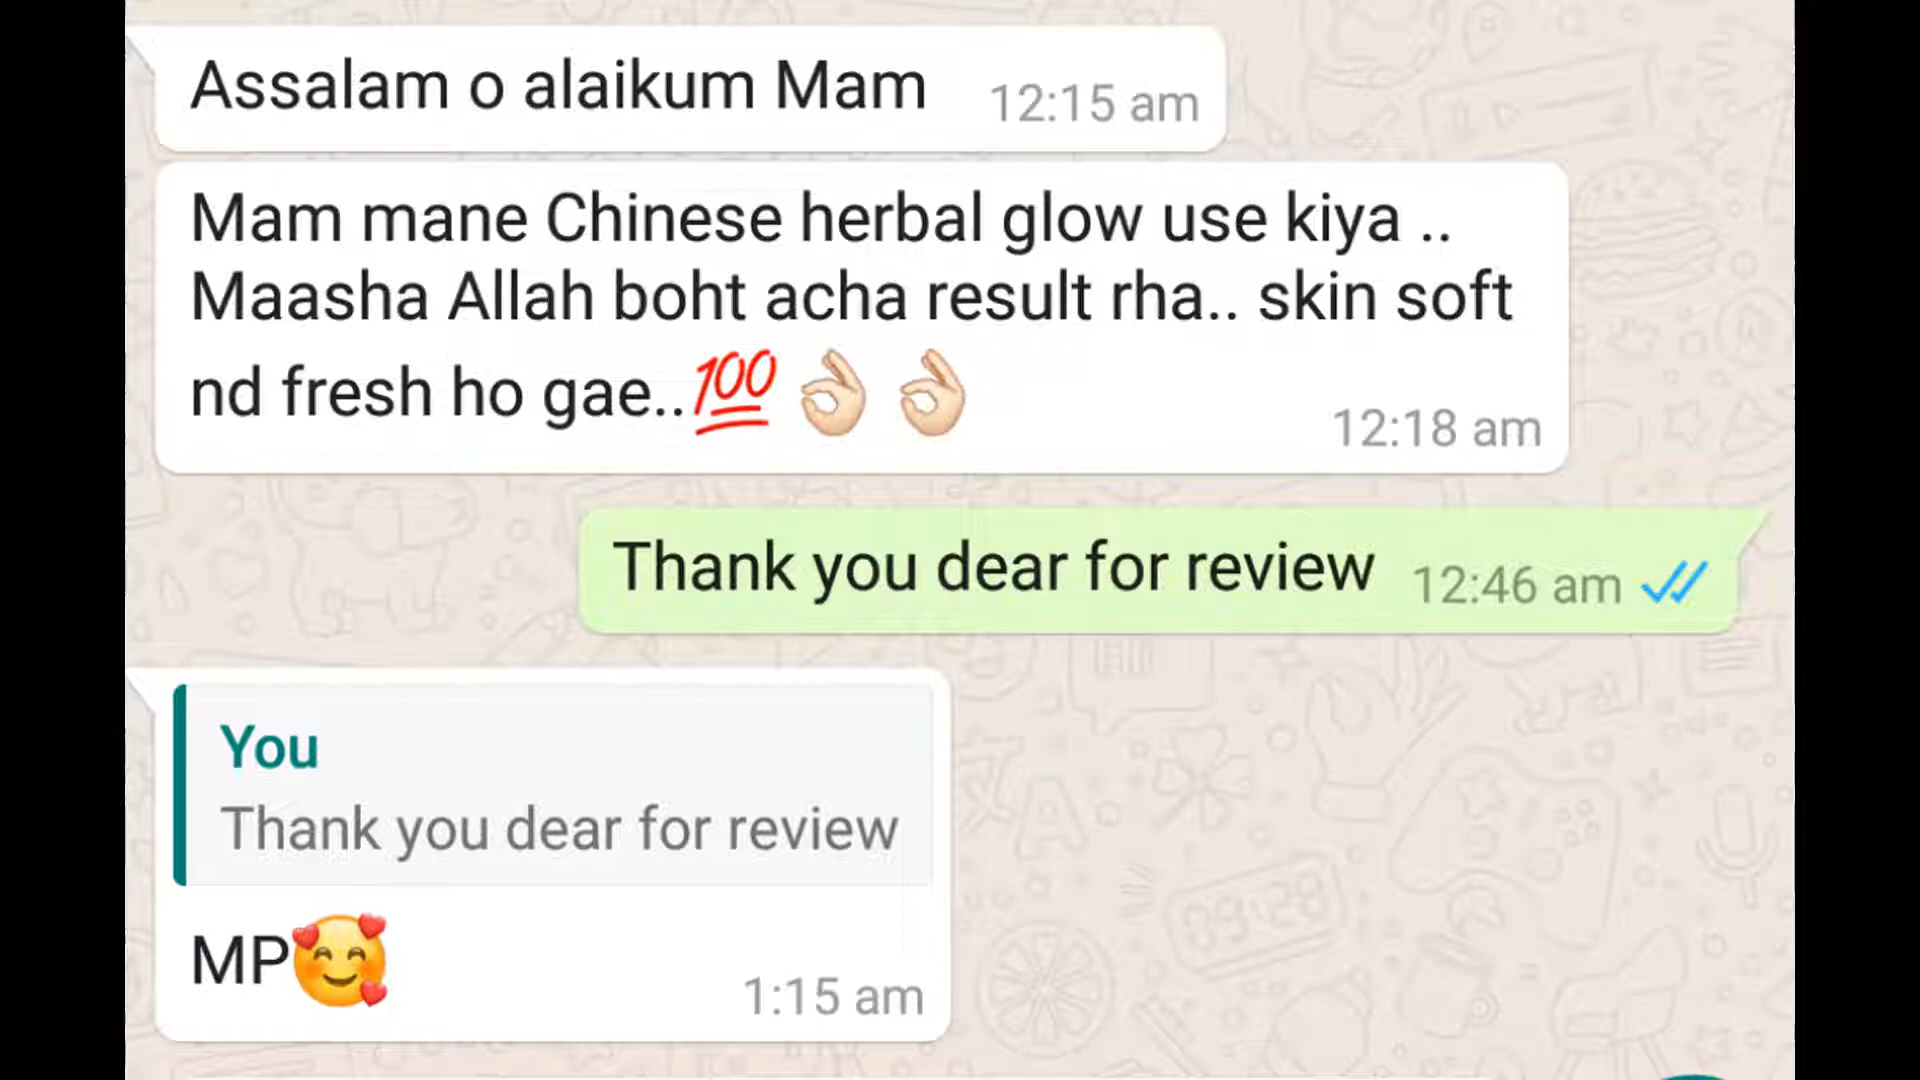 Assalam o alaikum Mam 12:15 am
Mam mane Chinese herbal glow use kiya ..
Maasha Allah boht acha result rha.. skin soft
nd fresh ho gae..💯👌🏻👌🏻
12:18 am
Thank you dear for review 12:46 am
You
Thank you dear for review
MP🥰
1:15 am